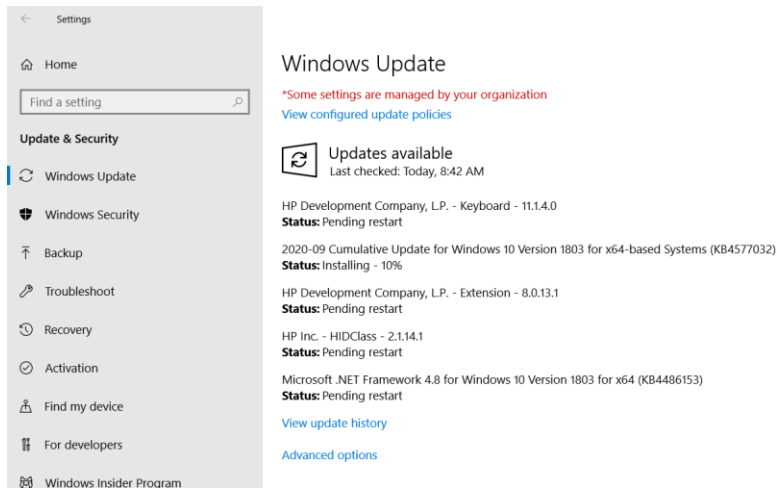 Settings
Home
Find a setting
Update & Security
Windows Update
Windows Security
Backup
Troubleshoot
Recovery
Activation
Find my device
For developers
Windows Insider Program
Windows Update
*Some settings are managed by your organization
View configured update policies
Updates available
Last checked: Today, 8:42 AM
HP Development Company, L.P. - Keyboard - 11.1.4.0
Status: Pending restart
2020-09 Cumulative Update for Windows 10 Version 1803 for x64-based Systems (KB4577032)
Status: Installing - 10%
HP Development Company, L.P. - Extension - 8.0.13.1
Status: Pending restart
HP Inc. - HIDClass - 2.1.14.1
Status: Pending restart
Microsoft .NET Framework 4.8 for Windows 10 Version 1803 for x64 (KB4486153)
Status: Pending restart
View update history
Advanced options